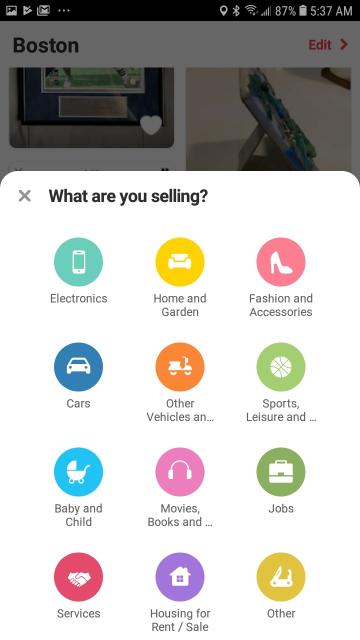 87% 5:37 AM
Boston
Edit
What are you selling?
Electronics
Home and
Garden
Fashion and
Accessories
Cars
Other
Vehicles an...
Sports,
Leisure and ...
Baby and
Child
Movies,
Books and ...
Jobs
Services
Housing for
Rent / Sale
Other